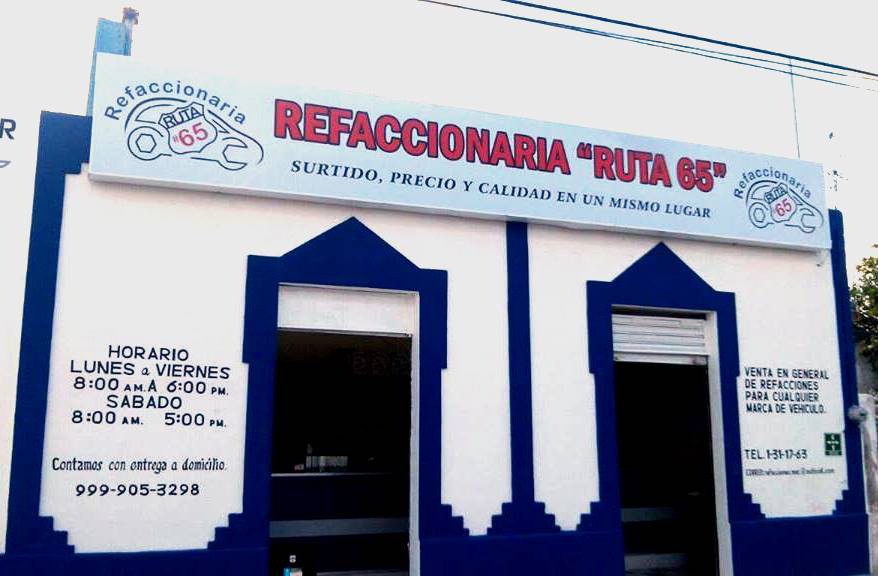 R
Refaccionaria
RUTA
#65
REFACCIONARIA "RUTA 65"
SURTIDO, PRECIO Y CALIDAD EN UN MISMO LUGAR
Refaccionaria
RUTA
#65
HORARIO
LUNES a VIERNES
8:00 AM. A 6:00 PM.
SABADO
8:00 AM. 5:00 PM.
Contamos con entrega a domicilio.
999-905-3298
VENTA EN GENERAL
DE REFACCIONES
PARA CUALQUIER
MARCA DE VEHICULO.
TEL. 1-31-17-63